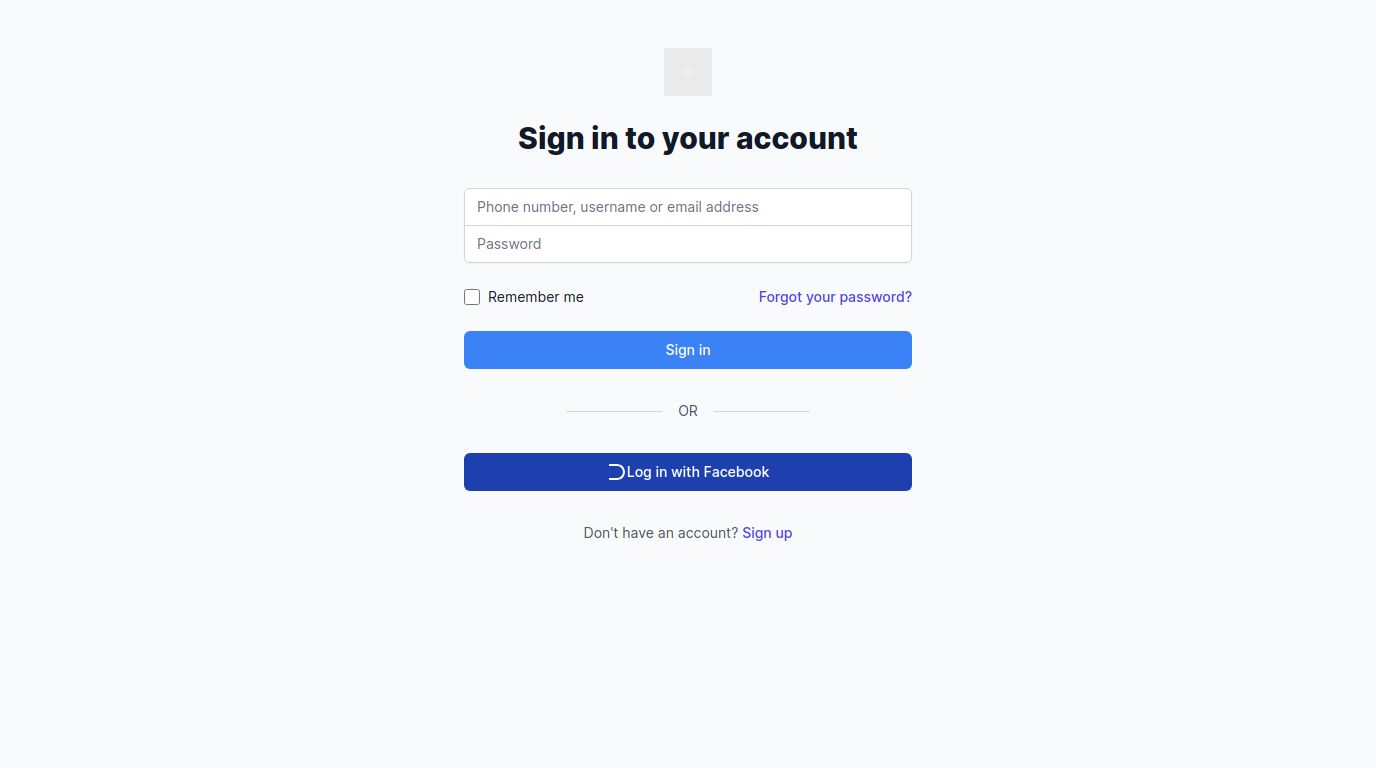 Sign in to your account
Phone number, username or email address
Password
Remember me
Forgot your password?
Sign in
OR
Log in with Facebook
Don't have an account? Sign up